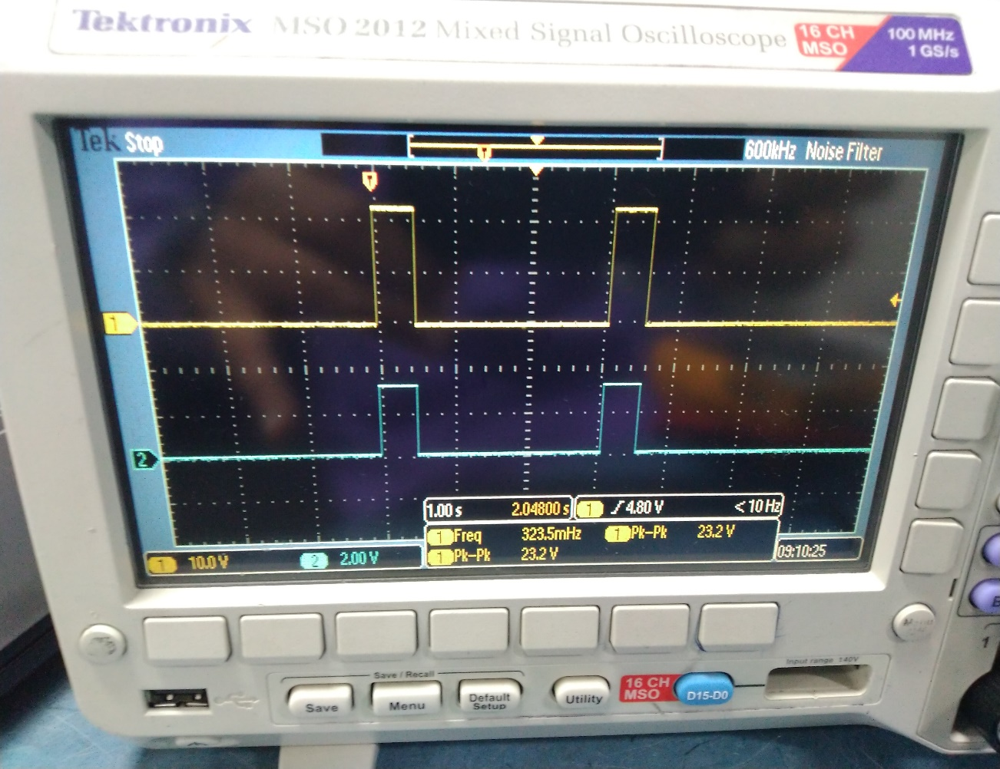 Tektronix MSO 2012 Mixed Signal Oscilloscope 16 CH MSO 100 MHz 1 GS/s
Tek Stop 600kHz Noise Filter
T
T
1
2
1.00 s 2.04800 s 1 4.80 V <10 Hz
1 Freq 323.5mHz 1 Pk-Pk 23.2 V
1 Pk-Pk 23.2 V
1 10.0 V 2 2.00 V 09:10:25
Input range ±40V
Save / Recall
Save Menu Default Setup Utility 16 CH MSO D15-D0